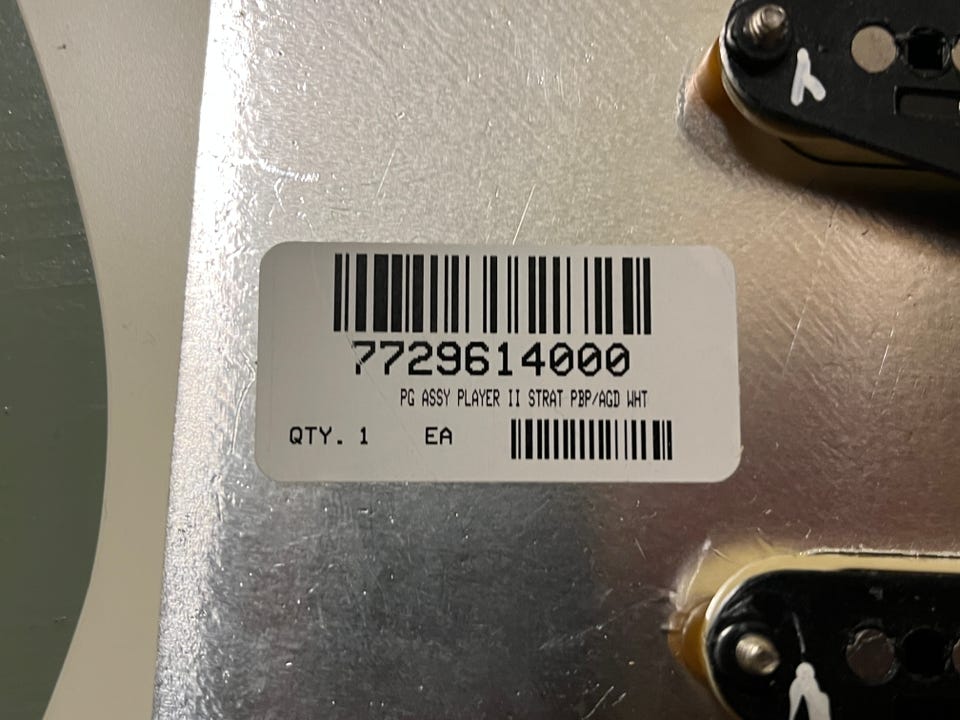 7729614000
PG ASSY PLAYER II STRAT PBP/AGD WHT
QTY. 1 EA